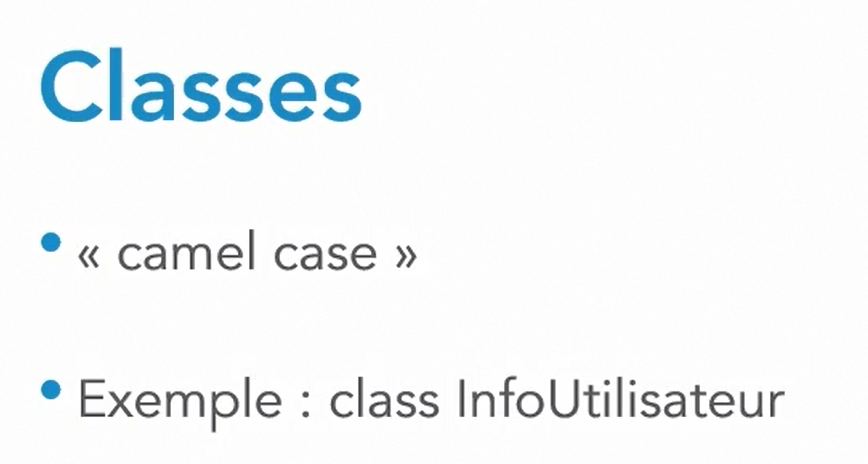 Classes
• « camel case »
• Exemple : class InfoUtilisateur